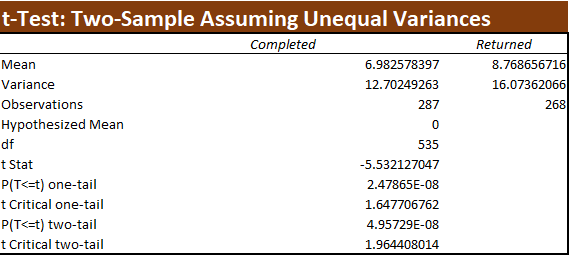 t-Test: Two-Sample Assuming Unequal Variances
Completed Returned
Mean 6.982578397 8.768656716
Variance 12.70249263 16.07362066
Observations 287 268
Hypothesized Mean 0
df 535
t Stat -5.532127047
P(T<=t) one-tail 2.47865E-08
t Critical one-tail 1.647706762
P(T<=t) two-tail 4.95729E-08
t Critical two-tail 1.964408014